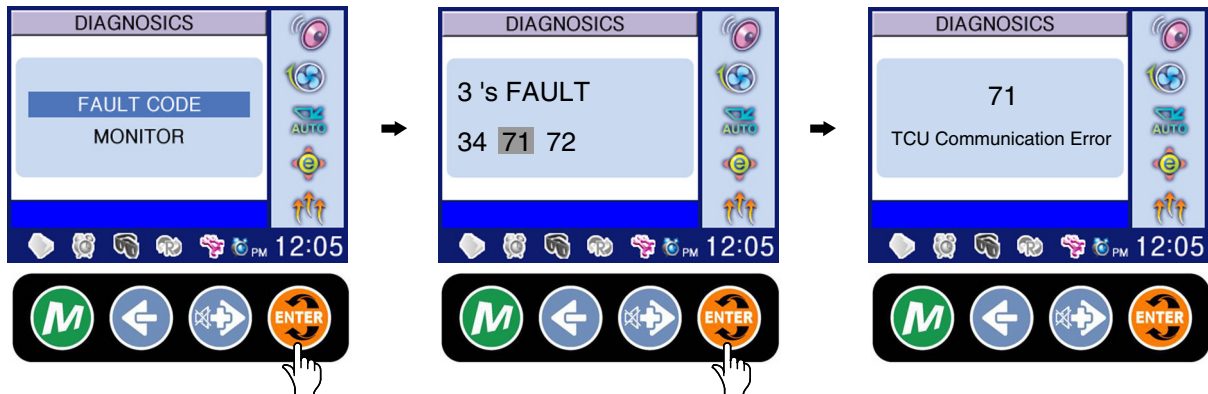 DIAGNOSICS
FAULT CODE
MONITOR
AUTO
e
PM 12:05
M
ENTER
DIAGNOSICS
3 's FAULT
34 71 72
AUTO
e
PM 12:05
M
ENTER
DIAGNOSICS
71
TCU Communication Error
AUTO
e
PM 12:05
M
ENTER